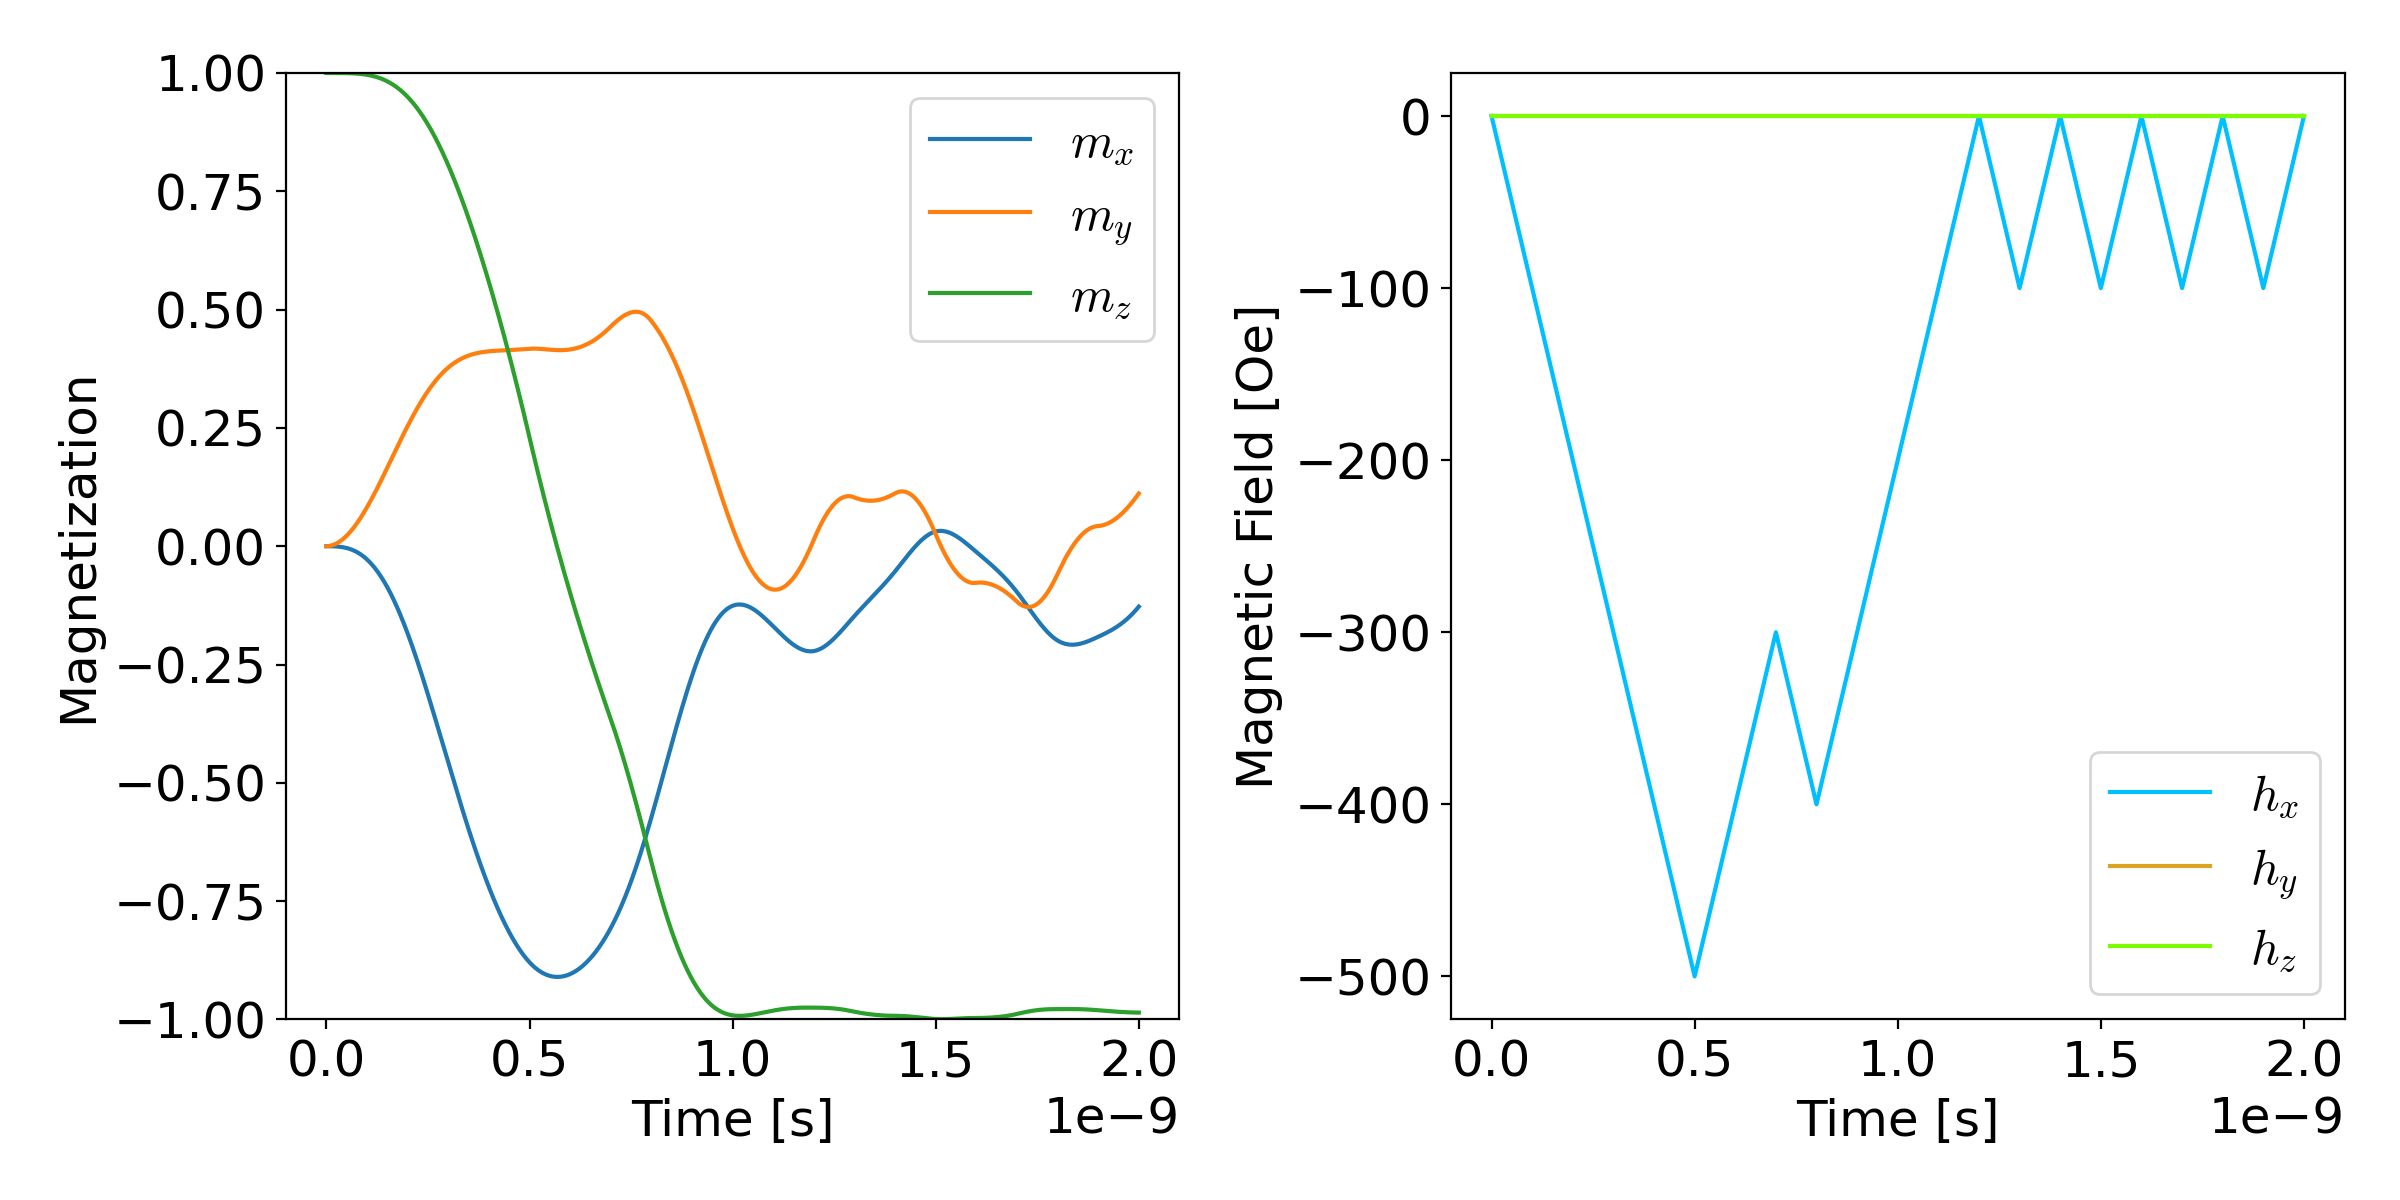 1.00
0.75
0.50
0.25
0.00
−0.25
−0.50
−0.75
−1.00
Magnetization
0.0 0.5 1.0 1.5 2.0
Time [s]
1e−9
m_x
m_y
m_z
0
−100
−200
−300
−400
−500
Magnetic Field [Oe]
0.0 0.5 1.0 1.5 2.0
Time [s]
1e−9
h_x
h_y
h_z